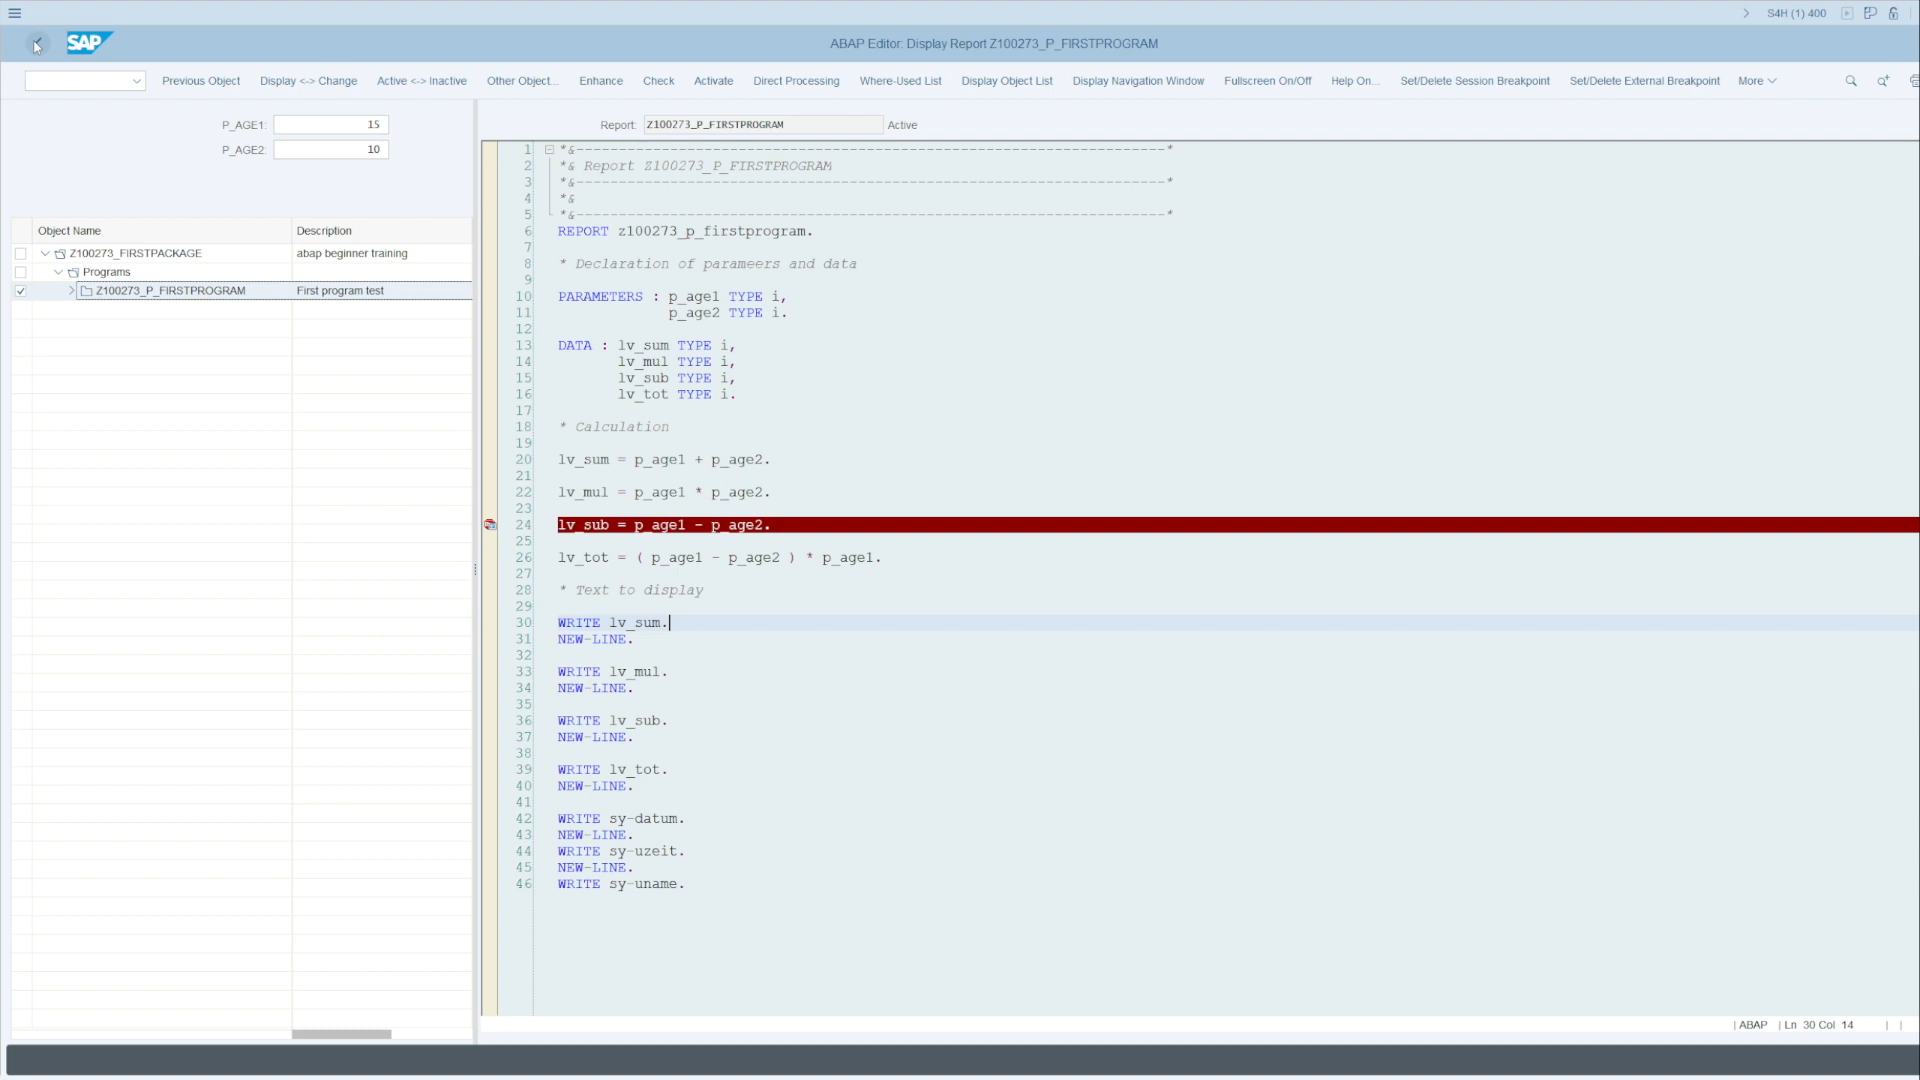 S4H (1) 400
SAP
ABAP Editor: Display Report Z100273_P_FIRSTPROGRAM
Previous Object Display <-> Change Active <-> Inactive Other Object... Enhance Check Activate Direct Processing Where-Used List Display Object List Display Navigation Window Fullscreen On/Off Help On... Set/Delete Session Breakpoint Set/Delete External Breakpoint More
P_AGE1: 15
P_AGE2: 10
Object Name Description
Z100273_FIRSTPACKAGE abap beginner training
Programs
Z100273_P_FIRSTPROGRAM First program test
Report: Z100273_P_FIRSTPROGRAM Active
1 *&---------------------------------------------------------------------*
2 *& Report Z100273_P_FIRSTPROGRAM
3 *&---------------------------------------------------------------------*
4 *&
5 *&---------------------------------------------------------------------*
6 REPORT z100273_p_firstprogram.
7
8 * Declaration of parameers and data
9
10 PARAMETERS : p_age1 TYPE i,
11 p_age2 TYPE i.
12
13 DATA : lv_sum TYPE i,
14 lv_mul TYPE i,
15 lv_sub TYPE i,
16 lv_tot TYPE i.
17
18 * Calculation
19
20 lv_sum = p_age1 + p_age2.
21
22 lv_mul = p_age1 * p_age2.
23
24 lv_sub = p_age1 - p_age2.
25
26 lv_tot = ( p_age1 - p_age2 ) * p_age1.
27
28 * Text to display
29
30 WRITE lv_sum.
31 NEW-LINE.
32
33 WRITE lv_mul.
34 NEW-LINE.
35
36 WRITE lv_sub.
37 NEW-LINE.
38
39 WRITE lv_tot.
40 NEW-LINE.
41
42 WRITE sy-datum.
43 NEW-LINE.
44 WRITE sy-uzeit.
45 NEW-LINE.
46 WRITE sy-uname.
| ABAP | Ln 30 Col 14 | |